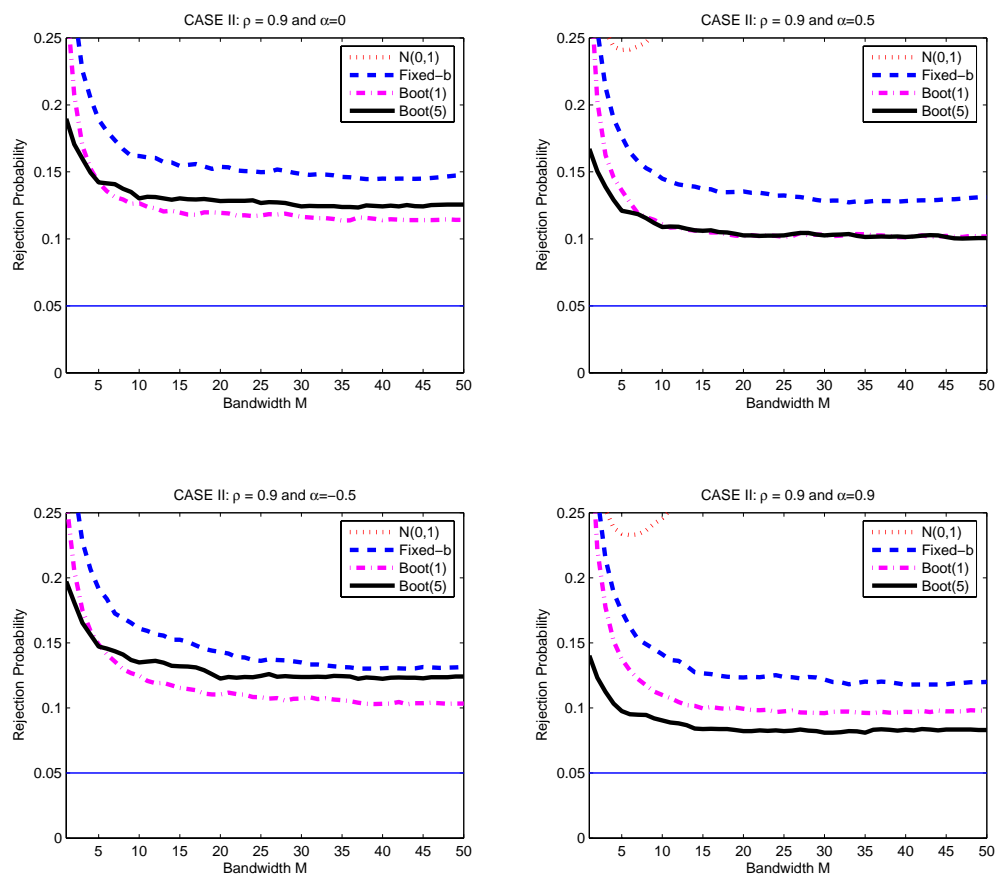 CASE II: ρ = 0.9 and α=0
0.25
0.2
0.15
0.1
0.05
0
Rejection Probability
5 10 15 20 25 30 35 40 45 50
Bandwidth M
N(0,1)
Fixed−b
Boot(1)
Boot(5)
CASE II: ρ = 0.9 and α=0.5
0.25
0.2
0.15
0.1
0.05
0
Rejection Probability
5 10 15 20 25 30 35 40 45 50
Bandwidth M
N(0,1)
Fixed−b
Boot(1)
Boot(5)
CASE II: ρ = 0.9 and α=−0.5
0.25
0.2
0.15
0.1
0.05
0
Rejection Probability
5 10 15 20 25 30 35 40 45 50
Bandwidth M
N(0,1)
Fixed−b
Boot(1)
Boot(5)
CASE II: ρ = 0.9 and α=0.9
0.25
0.2
0.15
0.1
0.05
0
Rejection Probability
5 10 15 20 25 30 35 40 45 50
Bandwidth M
N(0,1)
Fixed−b
Boot(1)
Boot(5)